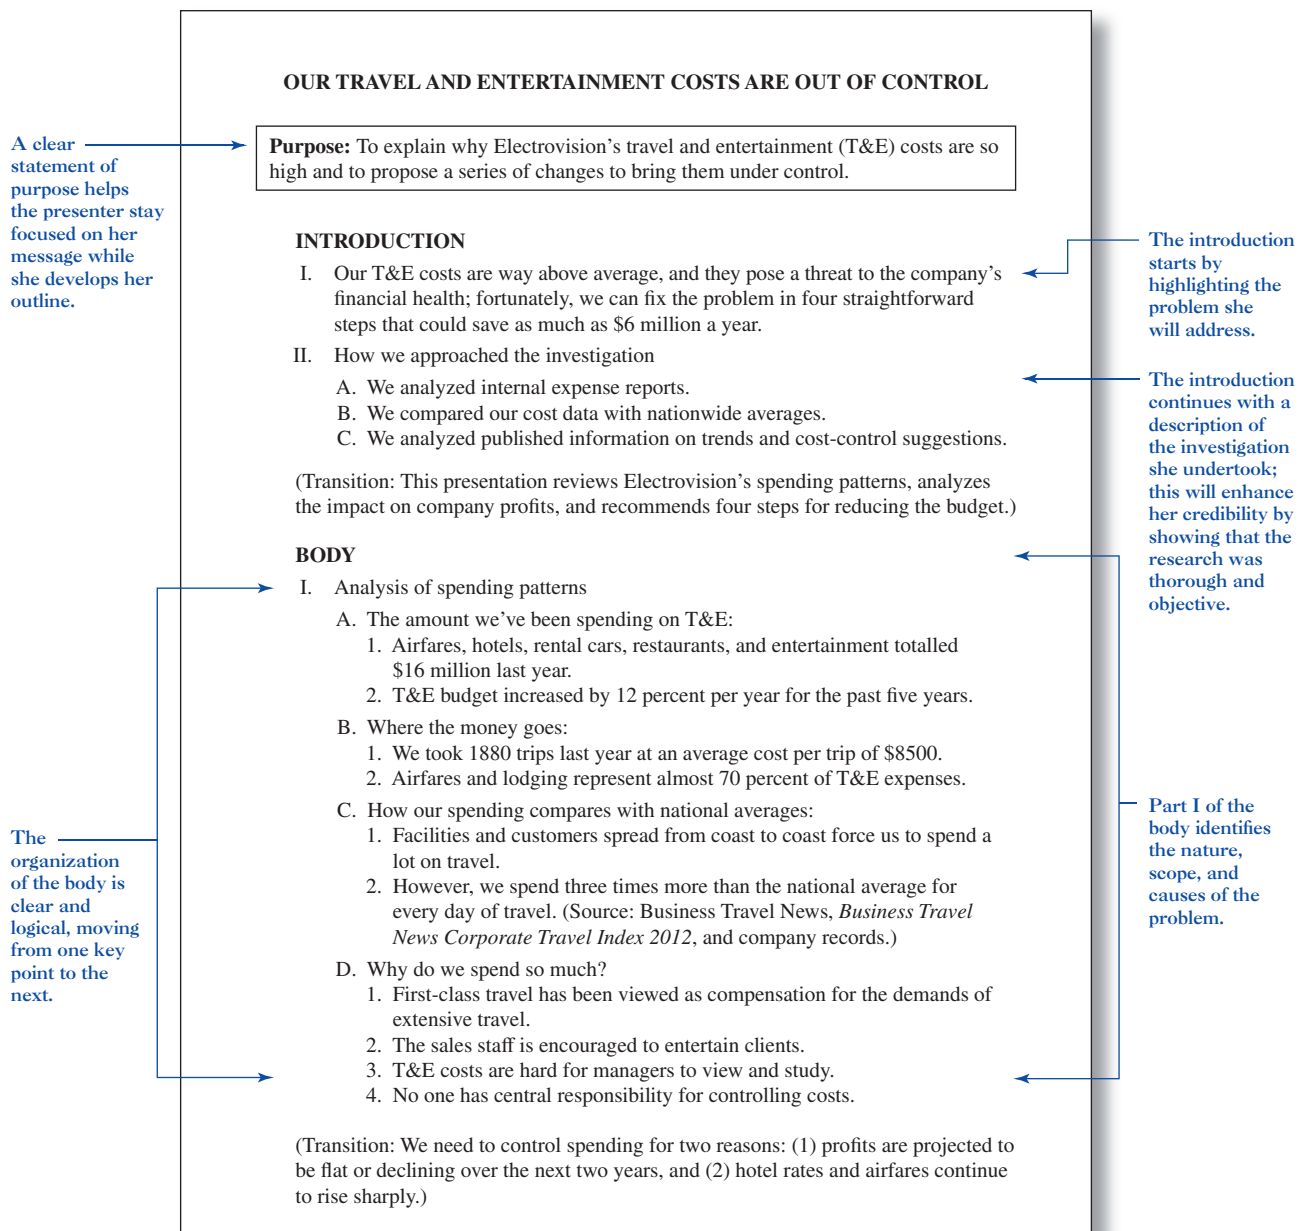 OUR TRAVEL AND ENTERTAINMENT COSTS ARE OUT OF CONTROL
A clear
statement of
purpose helps
the presenter stay
focused on her
message while
she develops her
outline.
Purpose: To explain why Electrovision’s travel and entertainment (T&E) costs are so
high and to propose a series of changes to bring them under control.
INTRODUCTION
I. Our T&E costs are way above average, and they pose a threat to the company’s
financial health; fortunately, we can fix the problem in four straightforward
steps that could save as much as $6 million a year.
The introduction
starts by
highlighting the
problem she
will address.
II. How we approached the investigation
A. We analyzed internal expense reports.
B. We compared our cost data with nationwide averages.
C. We analyzed published information on trends and cost-control suggestions.
The introduction
continues with a
description of
the investigation
she undertook;
this will enhance
her credibility by
showing that the
research was
thorough and
objective.
(Transition: This presentation reviews Electrovision’s spending patterns, analyzes
the impact on company profits, and recommends four steps for reducing the budget.)
BODY
I. Analysis of spending patterns
A. The amount we’ve been spending on T&E:
1. Airfares, hotels, rental cars, restaurants, and entertainment totalled
$16 million last year.
2. T&E budget increased by 12 percent per year for the past five years.
B. Where the money goes:
1. We took 1880 trips last year at an average cost per trip of $8500.
2. Airfares and lodging represent almost 70 percent of T&E expenses.
C. How our spending compares with national averages:
1. Facilities and customers spread from coast to coast force us to spend a
lot on travel.
2. However, we spend three times more than the national average for
every day of travel. (Source: Business Travel News, Business Travel
News Corporate Travel Index 2012, and company records.)
The
organization
of the body is
clear and
logical, moving
from one key
point to the
next.
Part I of the
body identifies
the nature,
scope, and
causes of the
problem.
D. Why do we spend so much?
1. First-class travel has been viewed as compensation for the demands of
extensive travel.
2. The sales staff is encouraged to entertain clients.
3. T&E costs are hard for managers to view and study.
4. No one has central responsibility for controlling costs.
(Transition: We need to control spending for two reasons: (1) profits are projected to
be flat or declining over the next two years, and (2) hotel rates and airfares continue
to rise sharply.)